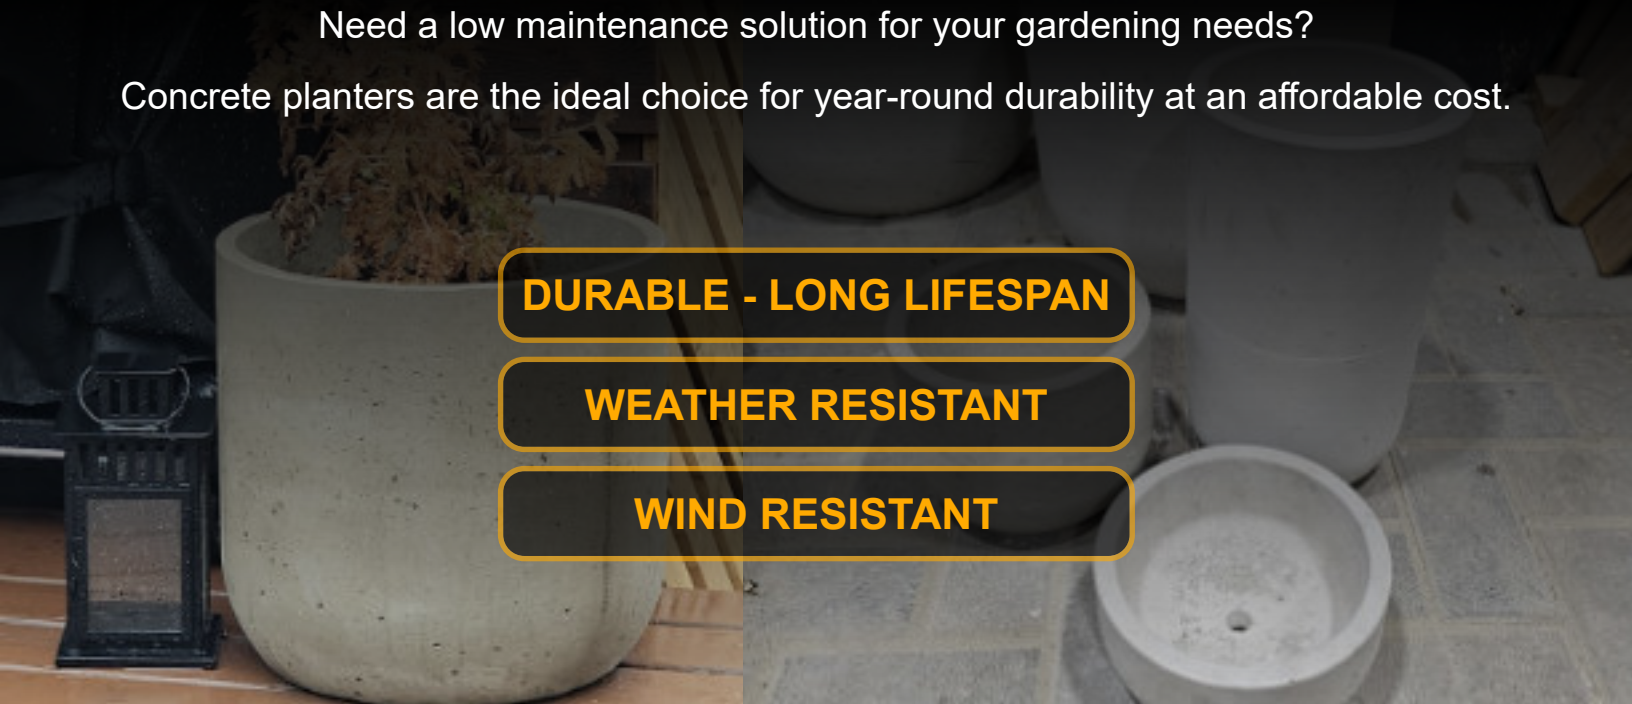 Need a low maintenance solution for your gardening needs?
Concrete planters are the ideal choice for year-round durability at an affordable cost.
DURABLE - LONG LIFESPAN
WEATHER RESISTANT
WIND RESISTANT